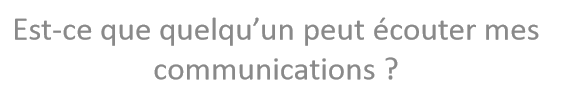 Est-ce que quelqu’un peut écouter mes
communications ?